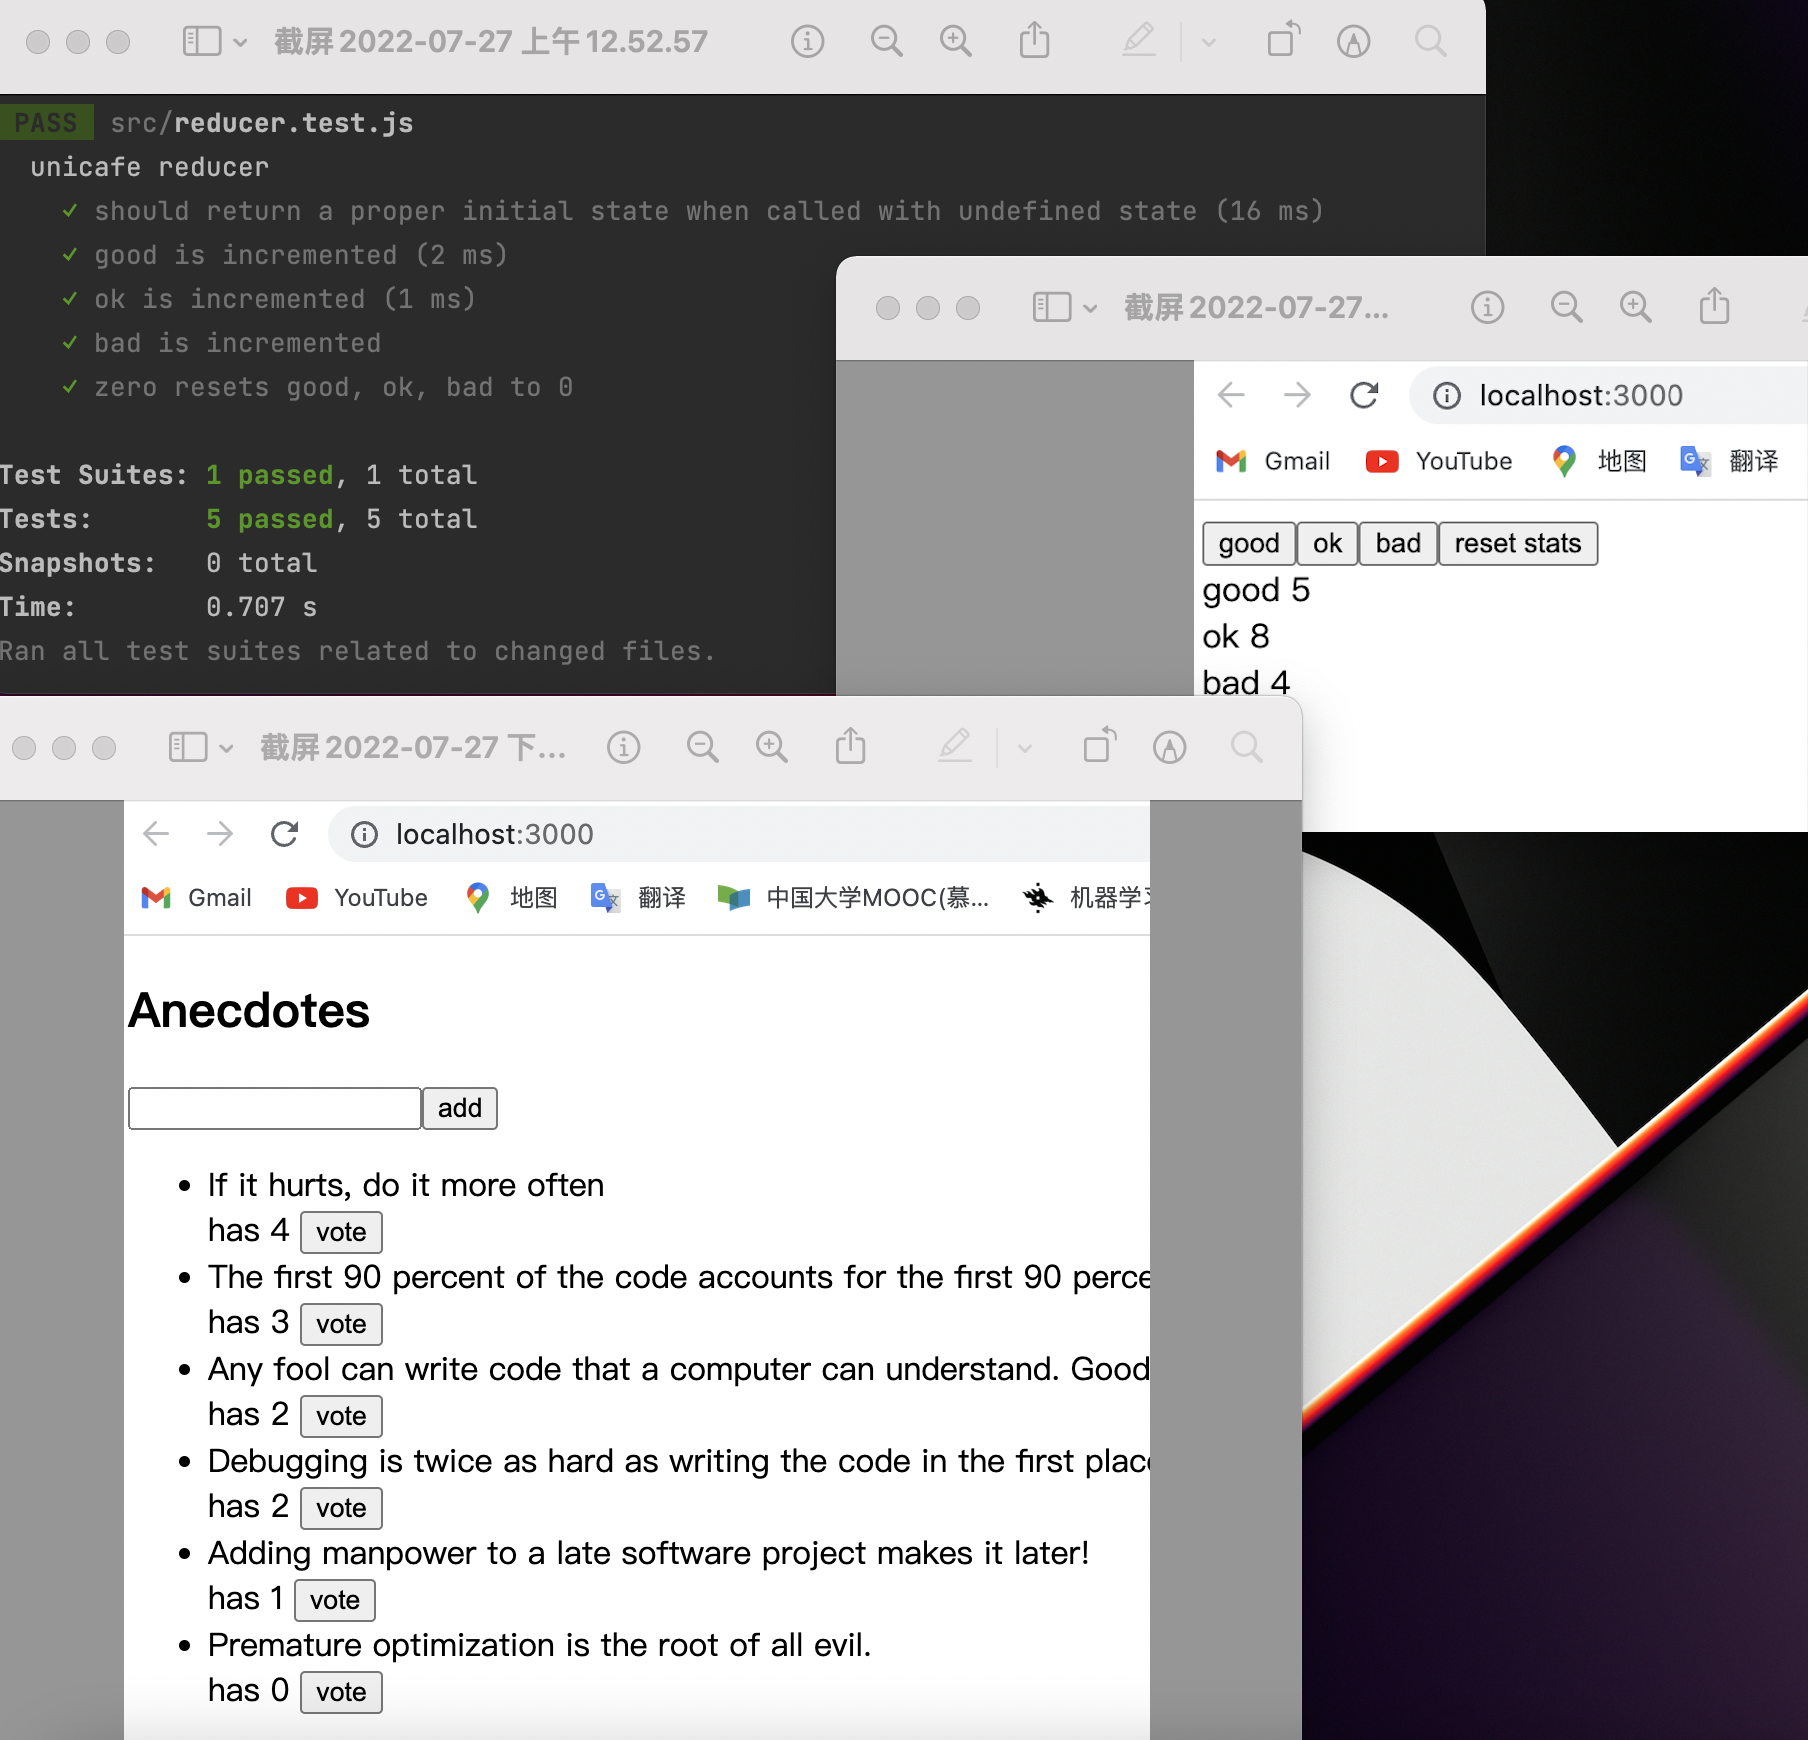 截屏2022-07-27 上午12.52.57
PASS src/reducer.test.js
unicafe reducer
✓ should return a proper initial state when called with undefined state (16 ms)
✓ good is incremented (2 ms)
✓ ok is incremented (1 ms)
✓ bad is incremented
✓ zero resets good, ok, bad to 0
Test Suites: 1 passed, 1 total
Tests: 5 passed, 5 total
Snapshots: 0 total
Time: 0.707 s
Ran all test suites related to changed files.
截屏2022-07-27...
localhost:3000
Gmail YouTube 地图 翻译
good ok bad reset stats
good 5
ok 8
bad 4
截屏2022-07-27 下...
localhost:3000
Gmail YouTube 地图 翻译 中国大学MOOC(慕... 机器学
Anecdotes
add
• If it hurts, do it more often
has 4 vote
• The first 90 percent of the code accounts for the first 90 perce
has 3 vote
• Any fool can write code that a computer can understand. Good
has 2 vote
• Debugging is twice as hard as writing the code in the first plac
has 2 vote
• Adding manpower to a late software project makes it later!
has 1 vote
• Premature optimization is the root of all evil.
has 0 vote